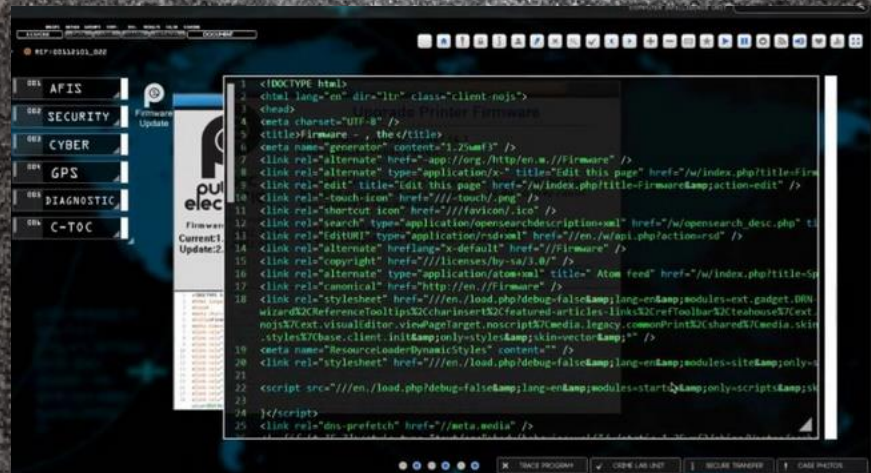 COMPUTER INTELLIGENCE UNIT
DOCUMENT
REF:00112101_022
001 AFIS
002 SECURITY
003 CYBER
004 GPS
005 DIAGNOSTIC
006 C-TOC
Firmware
Update
pul
elec
Firmwar
Current:1.
Update:2.
Upgrade Printer Firmware
1 <!DOCTYPE html>
2 <html lang="en" dir="ltr" class="client-nojs">
3 <head>
4 <meta charset="UTF-8" />
5 <title>Firmware - , the</title>
6 <meta name="generator" content="1.25wmf3" />
7 <link rel="alternate" href="-app://org./http/en.m.//Firmware" />
8 <link rel="alternate" type="application/x-" title="Edit this page" href="/w/index.php?title=Firm
9 <link rel="edit" title="Edit this page" href="/w/index.php?title=Firmware&amp;action=edit" />
10 <link rel="-touch-icon" href="///-touch/.png" />
11 <link rel="shortcut icon" href="///favicon/.ico" />
12 <link rel="search" type="application/opensearchdescription+xml" href="/w/opensearch_desc.php" ti
13 <link rel="EditURI" type="application/rsd+xml" href="//en./w/api.php?action=rsd" />
14 <link rel="alternate" hreflang="x-default" href="//Firmware" />
15 <link rel="copyright" href="///licenses/by-sa/3.0/" />
16 <link rel="alternate" type="application/atom+xml" title=" Atom feed" href="/w/index.php?title=Sp
17 <link rel="canonical" href="http://en.//Firmware" />
18 <link rel="stylesheet" href="///en./load.php?debug=false&amp;lang=en&amp;modules=ext.gadget.DRN-
wizard%2CReferenceTooltips%2Ccharinsert%2Cfeatured-articles-links%2CrefToolbar%2Cteahouse%7Cext.
nojs%7Cext.visualEditor.viewPageTarget.noscript%7Cmedia.legacy.commonPrint%2Cshared%7Cmedia.skin
.styles%7Cbase.client.init&amp;only=styles&amp;skin=vector&amp;*" />
19 <meta name="ResourceLoaderDynamicStyles" content="" />
20 <link rel="stylesheet" href="///en./load.php?debug=false&amp;lang=en&amp;modules=site&amp;only=s
21
22 <script src="///en./load.php?debug=false&amp;lang=en&amp;modules=startu&amp;only=scripts&amp;sk
23
24 }</script>
25 <link rel="dns-prefetch" href="//meta.media" />
TRACE PROGRAM
CRIME LAB UNIT
SECURE TRANSFER
CASE PHOTOS